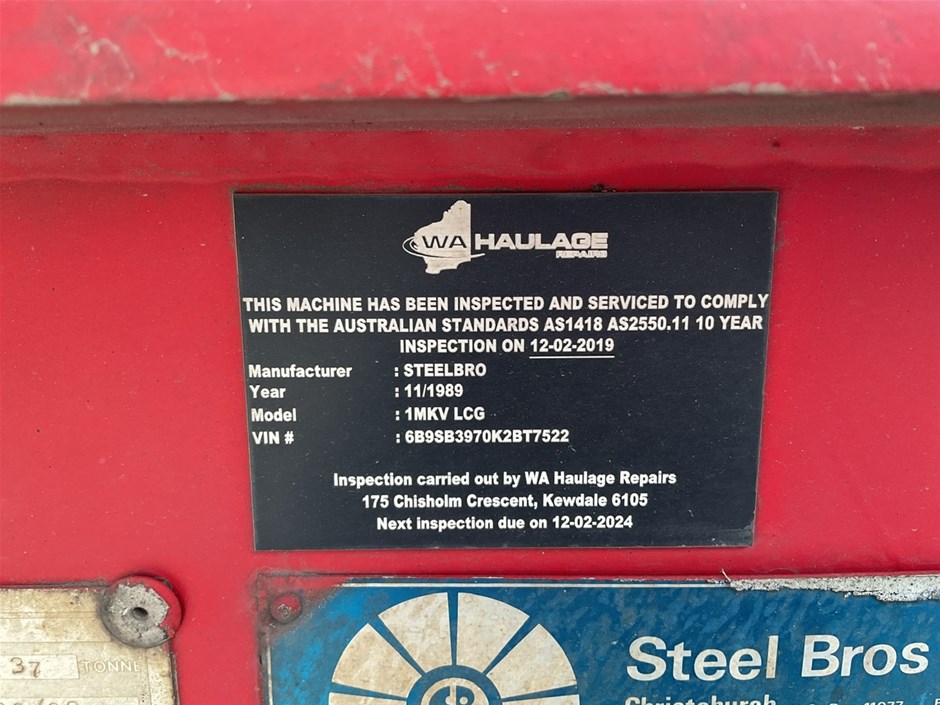 WA HAULAGE
REPAIRS
THIS MACHINE HAS BEEN INSPECTED AND SERVICED TO COMPLY
WITH THE AUSTRALIAN STANDARDS AS1418 AS2550.11 10 YEAR
INSPECTION ON 12-02-2019
Manufacturer : STEELBRO
Year : 11/1989
Model : 1MKV LCG
VIN # : 6B9SB3970K2BT7522
Inspection carried out by WA Haulage Repairs
175 Chisholm Crescent, Kewdale 6105
Next inspection due on 12-02-2024
37 TONNE
Steel Bros
Christchurch